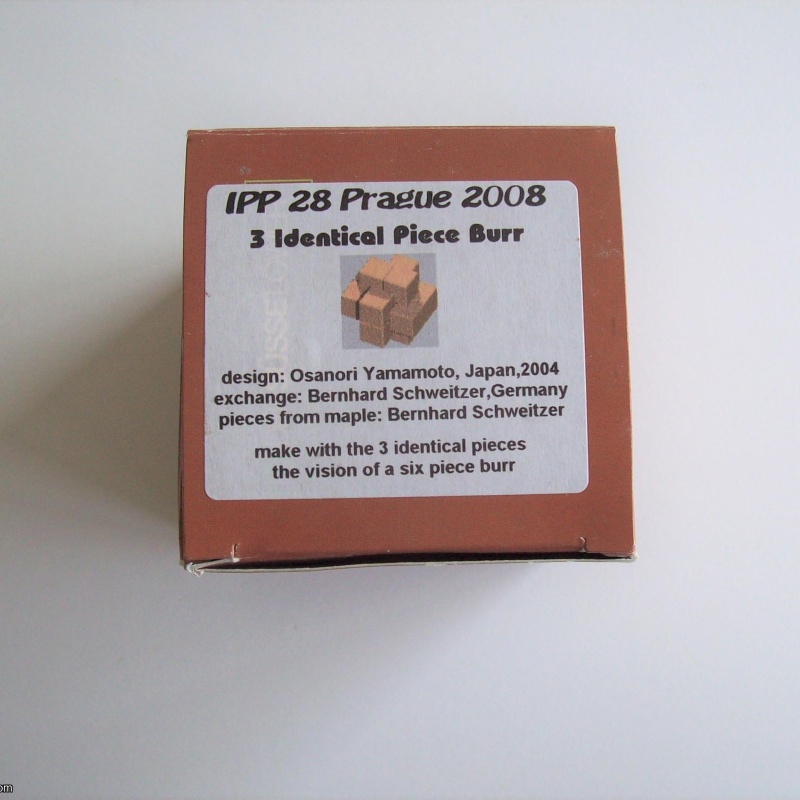 IPP 28 Prague 2008
3 Identical Piece Burr
design: Osanori Yamamoto, Japan,2004
exchange: Bernhard Schweitzer,Germany
pieces from maple: Bernhard Schweitzer
make with the 3 identical pieces
the vision of a six piece burr